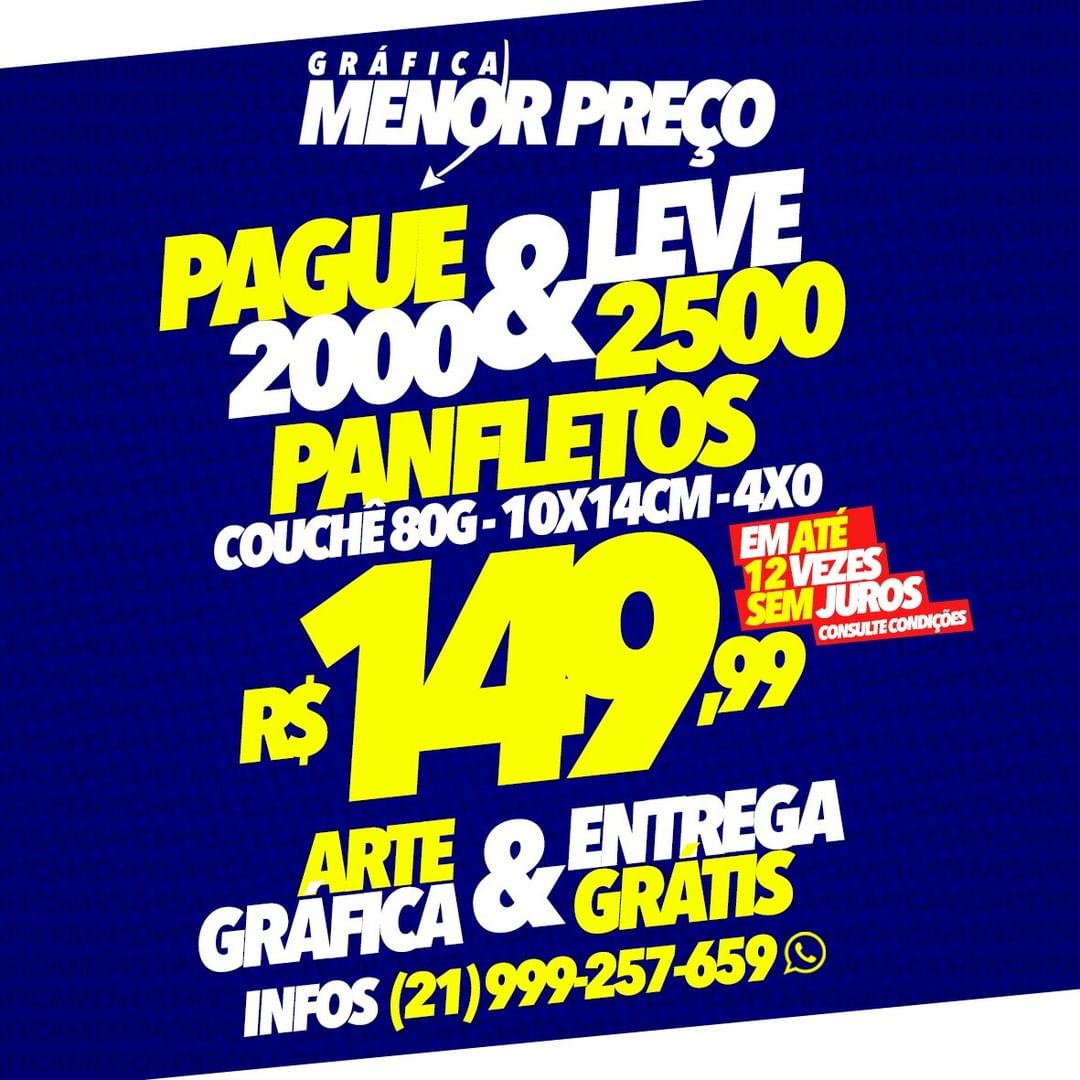 GRÁFICA
MENOR PREÇO
PAGUE & LEVE
2000 2500
PANFLETOS
COUCHÊ 80G - 10X14CM - 4X0
EM ATÉ
12 VEZES
SEM JUROS
CONSULTE CONDIÇÕES
R$ 149,99
ARTE & ENTREGA
GRÁFICA GRÁTIS
INFOS (21) 999-257-659